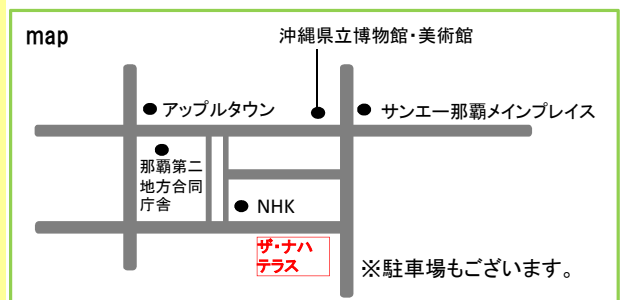 map
沖縄県立博物館・美術館
アップルタウン
サンエー那覇メインプレイス
那覇第二
地方合同
庁舎
NHK
ザ・ナハ
テラス
※駐車場もございます。